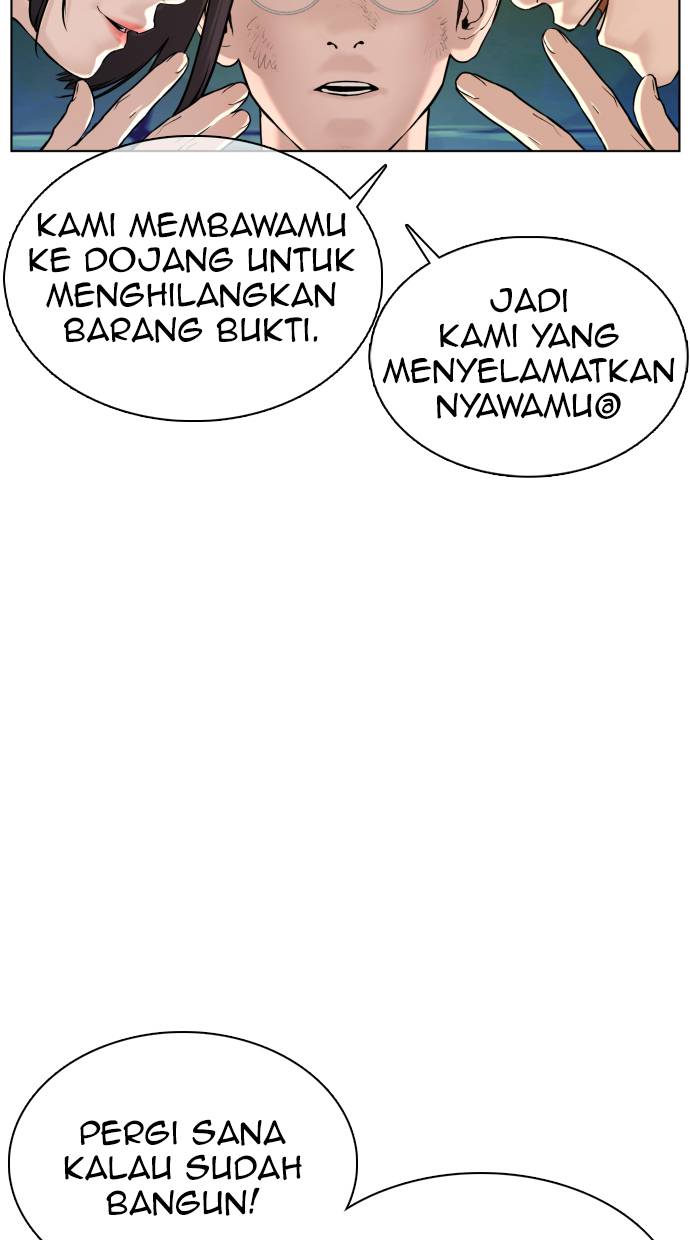 KAMI MEMBAWAMU
KE DOJANG UNTUK
MENGHILANGKAN
BARANG BUKTI.
JADI
KAMI YANG
MENYELAMATKAN
NYAWAMU@
PERGI SANA
KALAU SUDAH
BANGUN!